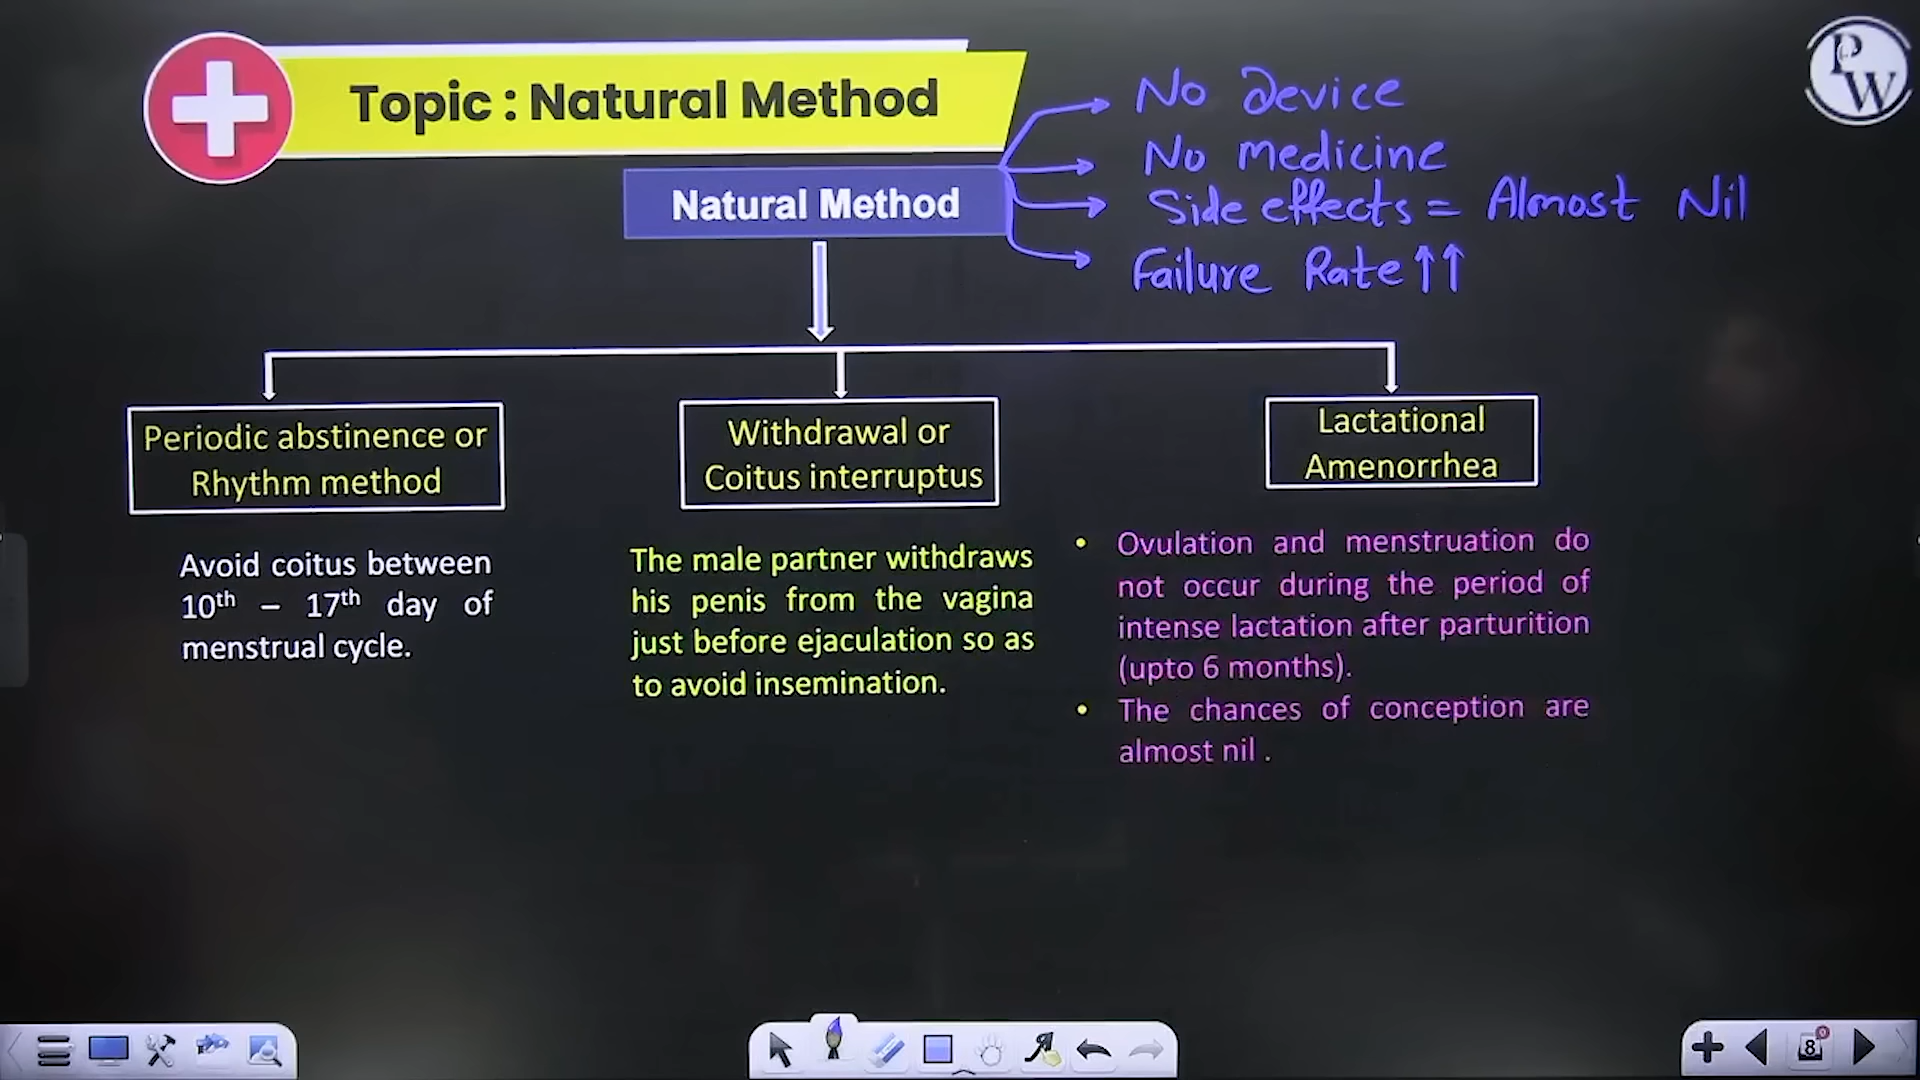 Topic : Natural Method
No Device
No medicine
Side effects = Almost Nil
Failure Rate ↑↑
PW
Natural Method
Periodic abstinence or
Rhythm method
Avoid coitus between
10th – 17th day of
menstrual cycle.
Withdrawal or
Coitus interruptus
The male partner withdraws
his penis from the vagina
just before ejaculation so as
to avoid insemination.
Lactational
Amenorrhea
• Ovulation and menstruation do
not occur during the period of
intense lactation after parturition
(upto 6 months).
• The chances of conception are
almost nil .
8
0